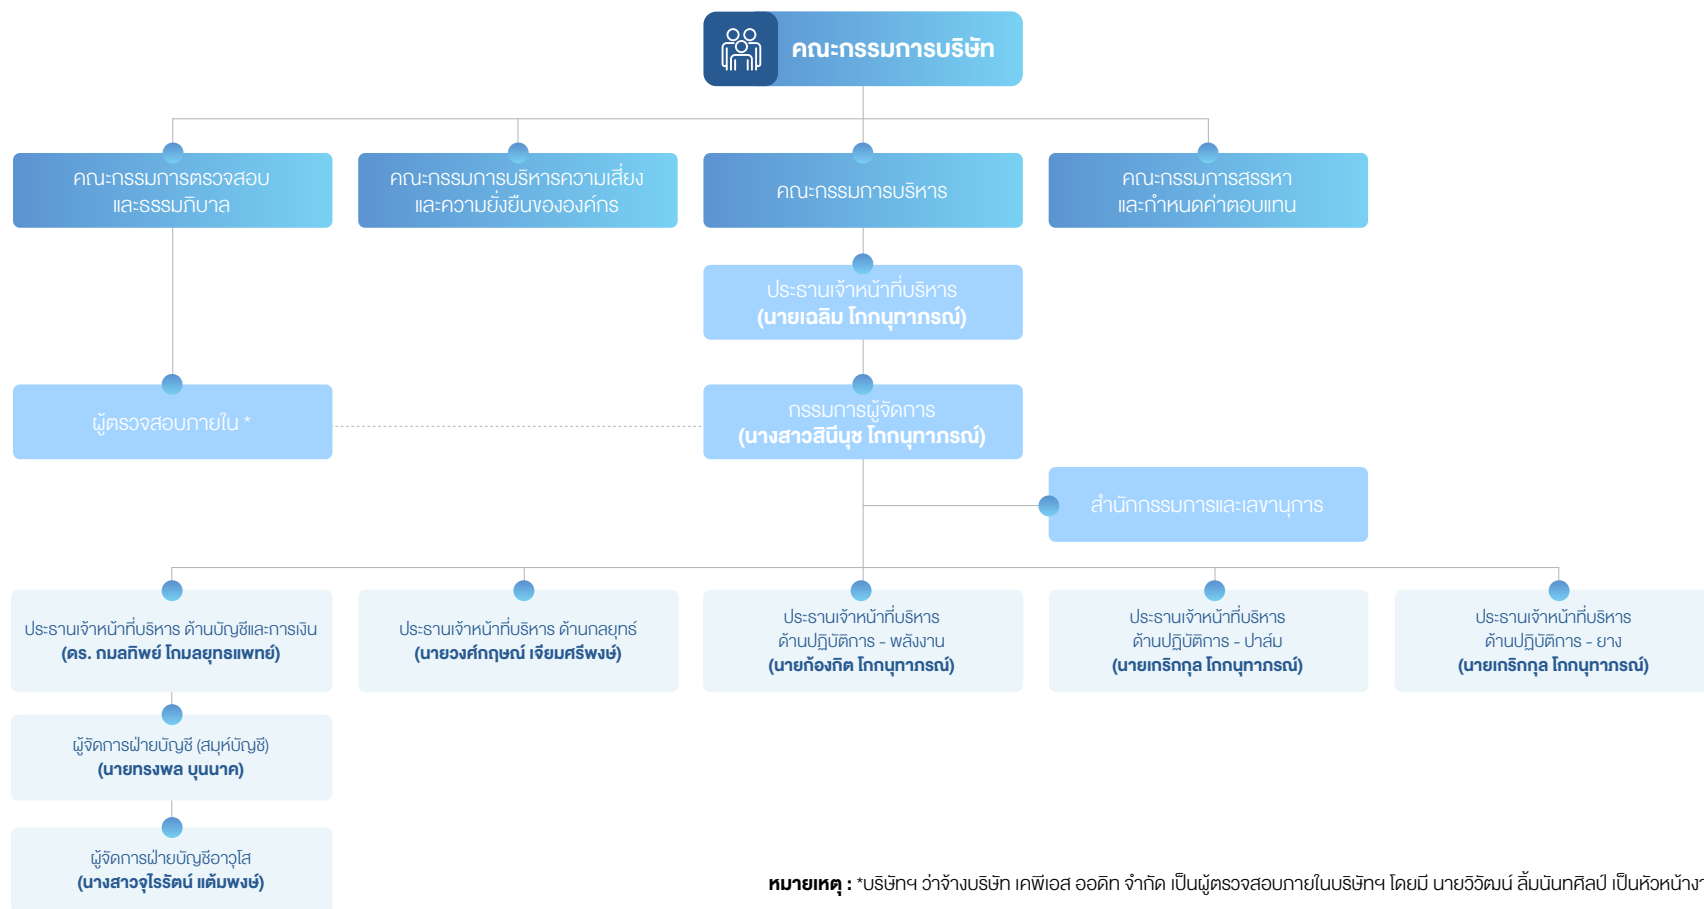 คณะกรรมการบริษัท
คณะกรรมการตรวจสอบ
และธรรมาภิบาล
คณะกรรมการบริหารความเสี่ยง
และความยั่งยืนขององค์กร
คณะกรรมการบริหาร
คณะกรรมการสรรหา
และกำหนดค่าตอบแทน
ประธานเจ้าหน้าที่บริหาร
(นายเฉลิม โกกนุทาภรณ์)
ผู้ตรวจสอบภายใน *
กรรมการผู้จัดการ
(นางสาวสินีนุช โกกนุทาภรณ์)
สำนักกรรมการและเลขานุการ
ประธานเจ้าหน้าที่บริหาร ด้านบัญชีและการเงิน
(ดร. กมลทิพย์ โกมลยุทธแพทย์)
ประธานเจ้าหน้าที่บริหาร ด้านกลยุทธ์
(นายวงศ์กฤษณ์ เจียมศรีพงษ์)
ประธานเจ้าหน้าที่บริหาร
ด้านปฏิบัติการ - พลังงาน
(นายก้องกิต โกกนุทาภรณ์)
ประธานเจ้าหน้าที่บริหาร
ด้านปฏิบัติการ - ปาล์ม
(นายเกริกกุล โกกนุทาภรณ์)
ประธานเจ้าหน้าที่บริหาร
ด้านปฏิบัติการ - ยาง
(นายเกริกกุล โกกนุทาภรณ์)
ผู้จัดการฝ่ายบัญชี (สมุห์บัญชี)
(นายทรงพล บุนนาค)
ผู้จัดการฝ่ายบัญชีอาวุโส
(นางสาวจุไรรัตน์ แต้มพงษ์)
หมายเหตุ : *บริษัทฯ ว่าจ้างบริษัท เคพีเอส ออดิท จำกัด เป็นผู้ตรวจสอบภายในบริษัทฯ โดยมี นายวิวัฒน์ ลิ้มนันทศิลป์ เป็นหัวหน้า